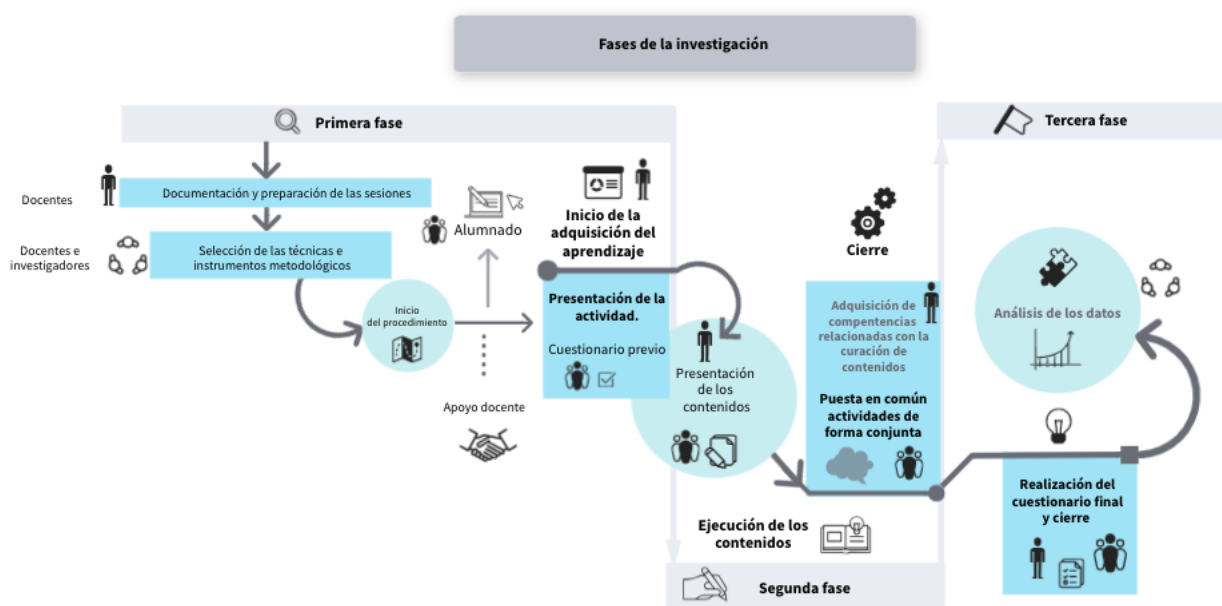 Fases de la investigación
Primera fase
Tercera fase
Docentes
Documentación y preparación de las sesiones
Docentes e
investigadores
Selección de las técnicas e
instrumentos metodológicos
Inicio
del procedimiento
Alumnado
Apoyo docente
Inicio de la
adquisición del
aprendizaje
Presentación de la
actividad.
Cuestionario previo
Presentación
de los
contenidos
Ejecución de los
contenidos
Segunda fase
Cierre
Adquisición de
compentencias
relacionadas con la
curación de
contenidos
Puesta en común
actividades de
forma conjunta
Realización del
cuestionario final
y cierre
Análisis de los datos